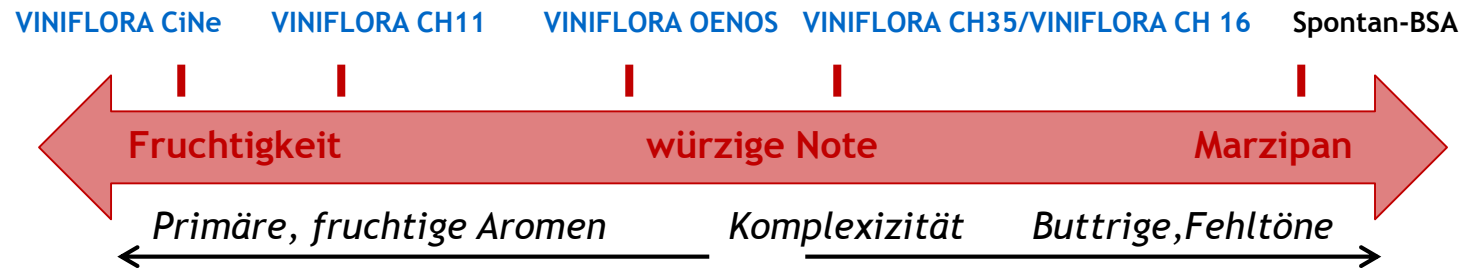 VINIFLORA CiNe VINIFLORA CH11 VINIFLORA OENOS VINIFLORA CH35/VINIFLORA CH 16 Spontan-BSA
Fruchtigkeit würzige Note Marzipan
Primäre, fruchtige Aromen Komplexizität Buttrige,Fehltöne